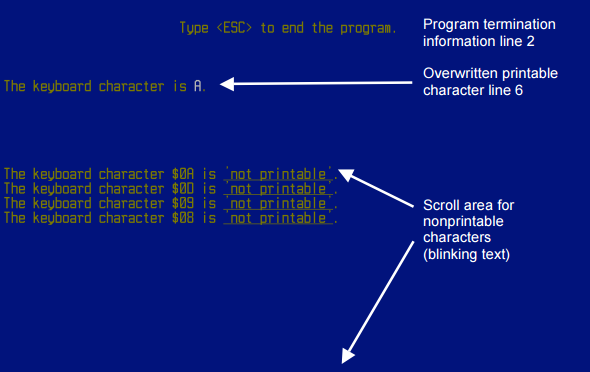 Type <ESC> to end the program.
Program termination
information line 2
Overwritten printable
character line 6
The keyboard character is A.
The keyboard character $0A is 'not printable'.
The keyboard character $0D is 'not printable'.
The keyboard character $09 is 'not printable'.
The keyboard character $08 is 'not printable'.
Scroll area for
nonprintable
characters
(blinking text)